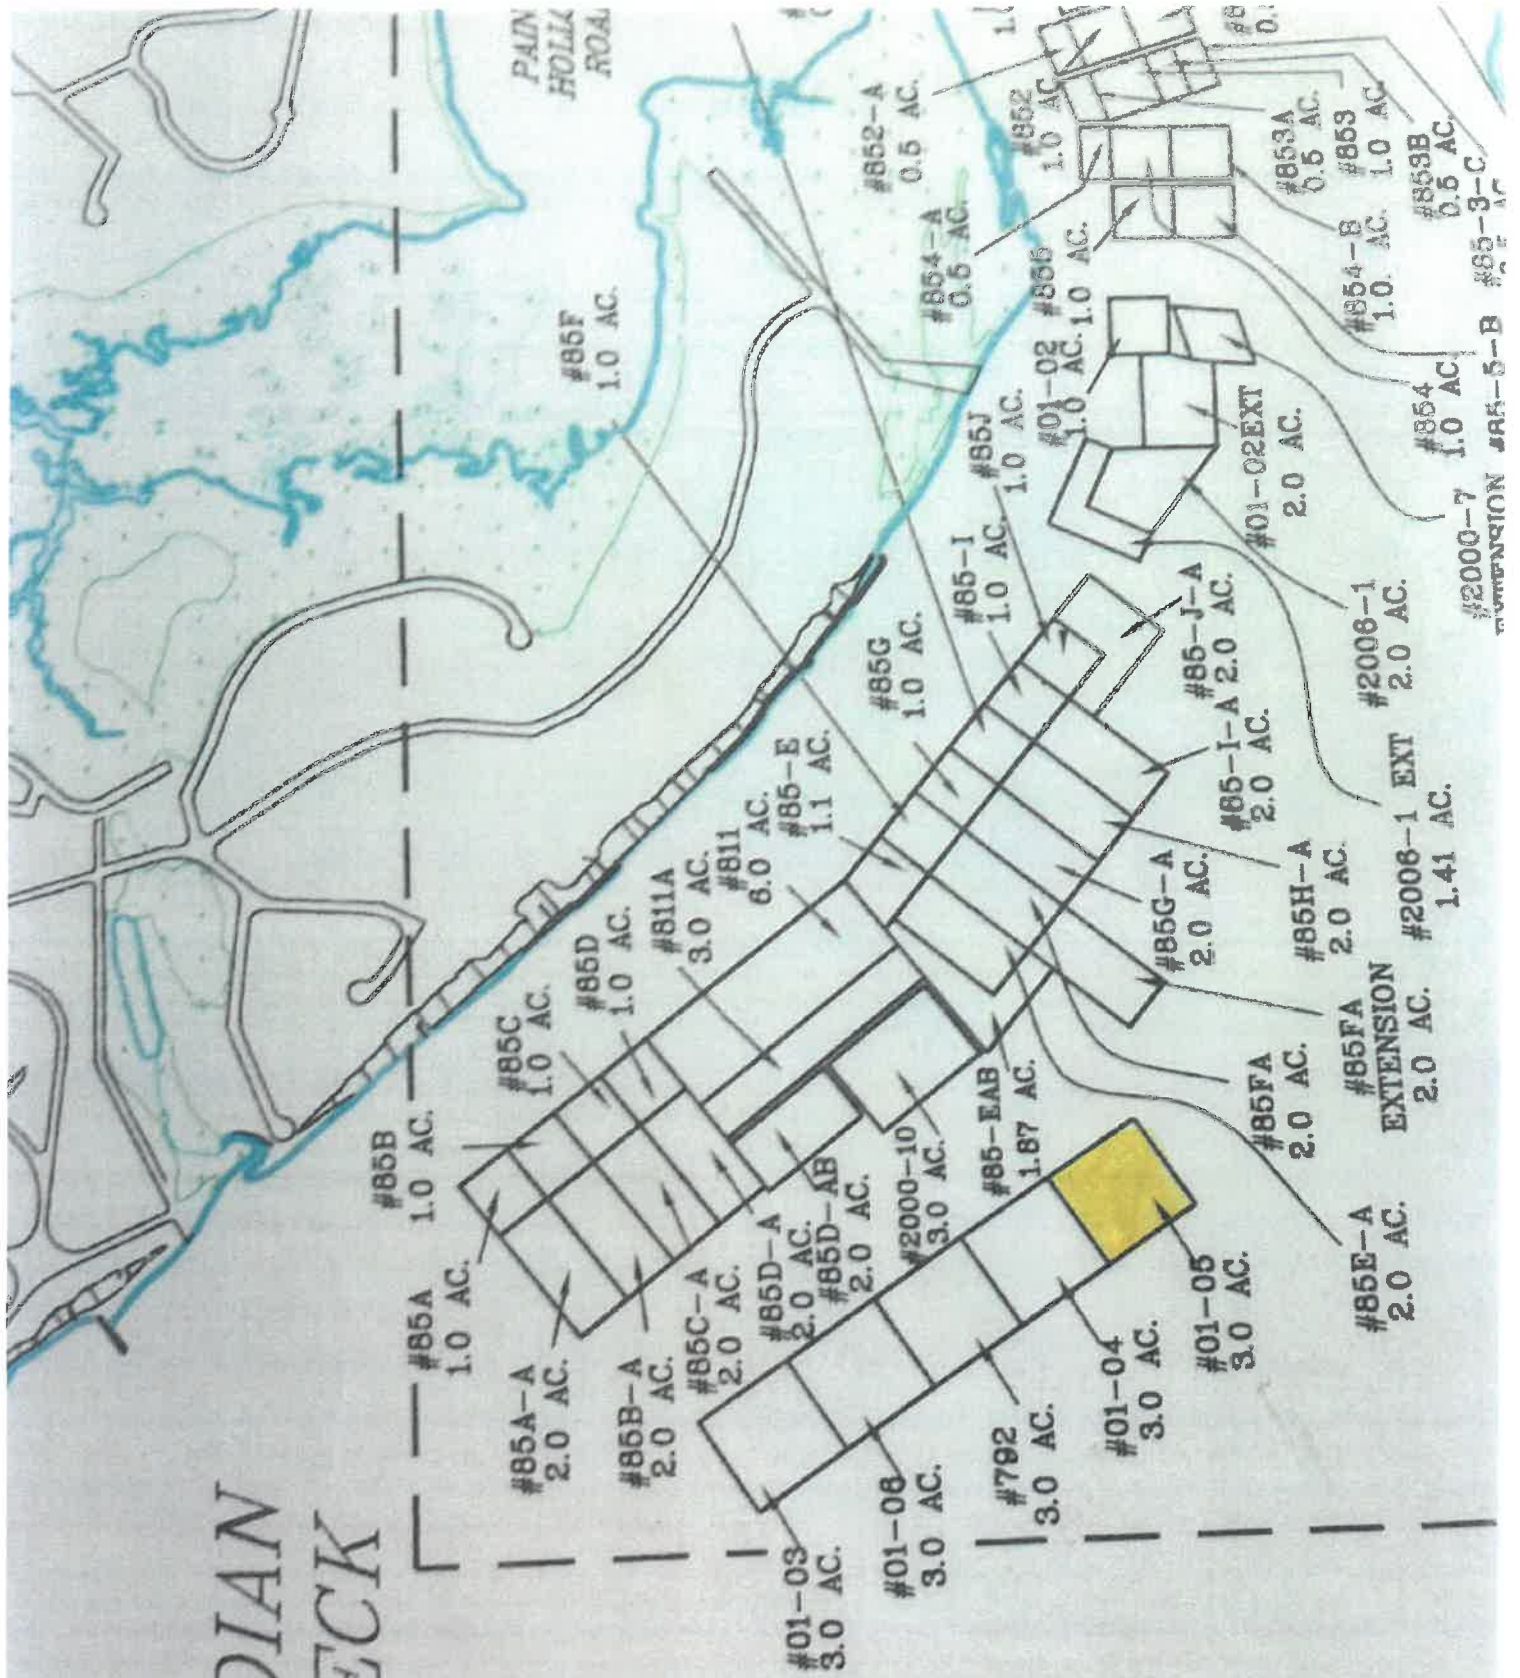 #85F
1.0 AC.
#852-A
0.5 AC.
#852
1.0 AC
#853A
0.5 AC.
#853
1.0 AC.
#853B
0.5 AC.
#85-3-C
#854-A
0.5 AC.
#855
1.0 AC.
#854-B
1.0. AC.
#854
1.0 AC.
#85-5-B
#01-02
1.0 AC.
#01-02EXT
2.0 AC.
#2000-7
#2006-1
2.0 AC.
#2006-1 EXT
1.41 AC.
#85J
1.0 AC.
#85-I
1.0 AC.
#85G
1.0 AC.
#85-J-A
2.0 AC.
#85-I-A
2.0 AC.
#85H-A
2.0 AC.
#85G-A
2.0 AC.
#85FA
EXTENSION
2.0 AC.
#85FA
2.0 AC.
#85E-A
2.0 AC.
#85-E
1.1 AC.
#811
6.0 AC.
#811A
3.0 AC.
#85D
1.0 AC.
#85C
1.0 AC.
#85B
1.0 AC.
#85A
1.0 AC.
#85A-A
2.0 AC.
#85B-A
2.0 AC.
#85C-A
2.0 AC.
#85D-A
2.0 AC.
#85D-AB
2.0 AC.
#2000-10
3.0 AC.
#85-EAB
1.87 AC.
#01-05
3.0 AC.
#01-04
3.0 AC.
#792
3.0 AC.
#01-06
3.0 AC.
#01-03
3.0 AC.